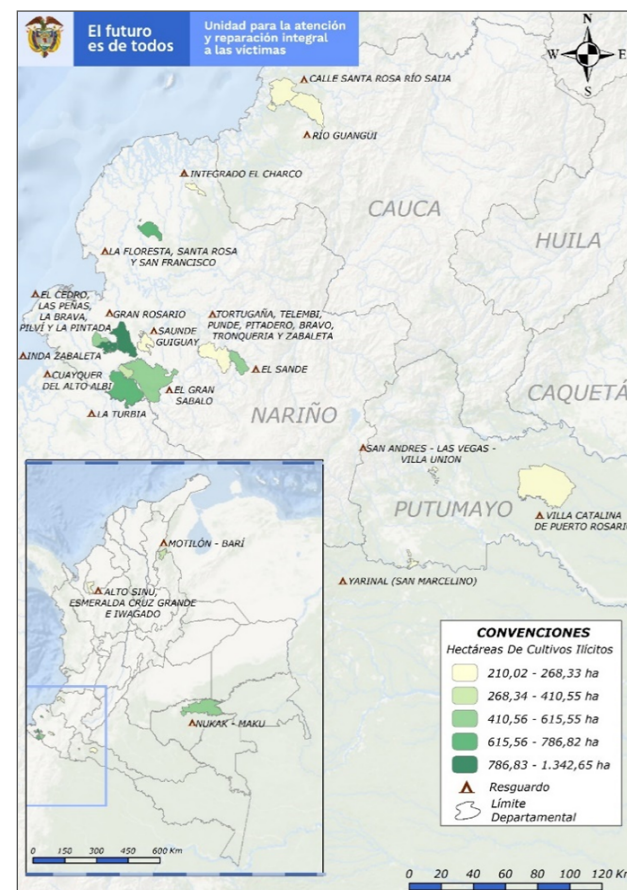 El futuro
es de todos
Unidad para la atención
y reparación integral
a las víctimas
N
W
E
S
CALLE SANTA ROSA RÍO SAIJA
RÍO GUANGÜI
INTEGRADO EL CHARCO
CAUCA
HUILA
LA FLORESTA, SANTA ROSA
Y SAN FRANCISCO
EL CEDRO,
LAS PEÑAS,
LA BRAVA,
PILVÍ Y LA PINTADA
GRAN ROSARIO
SAUNDE
GUIGUAY
TORTUGAÑA, TELEMBI,
PUNDE, PITADERO, BRAVO,
TRONQUERIA Y ZABALETA
INDA ZABALETA
CUAYQUER
DEL ALTO ALBI
EL SANDE
EL GRAN
SABALO
LA TURBIA
NARIÑO
CAQUETÁ
SAN ANDRES - LAS VEGAS -
VILLA UNION
PUTUMAYO
VILLA CATALINA
DE PUERTO ROSARIO
YARINAL (SAN MARCELINO)
MOTILÓN - BARÍ
ALTO SINU,
ESMERALDA CRUZ GRANDE
E IWAGADO
NUKAK - MAKU
0 150 300 450 600 Km
CONVENCIONES
Hectáreas De Cultivos Ilícitos
210,02 - 268,33 ha
268,34 - 410,55 ha
410,56 - 615,55 ha
615,56 - 786,82 ha
786,83 - 1.342,65 ha
Resguardo
Límite
Departamental
0 20 40 60 80 100 120 Km